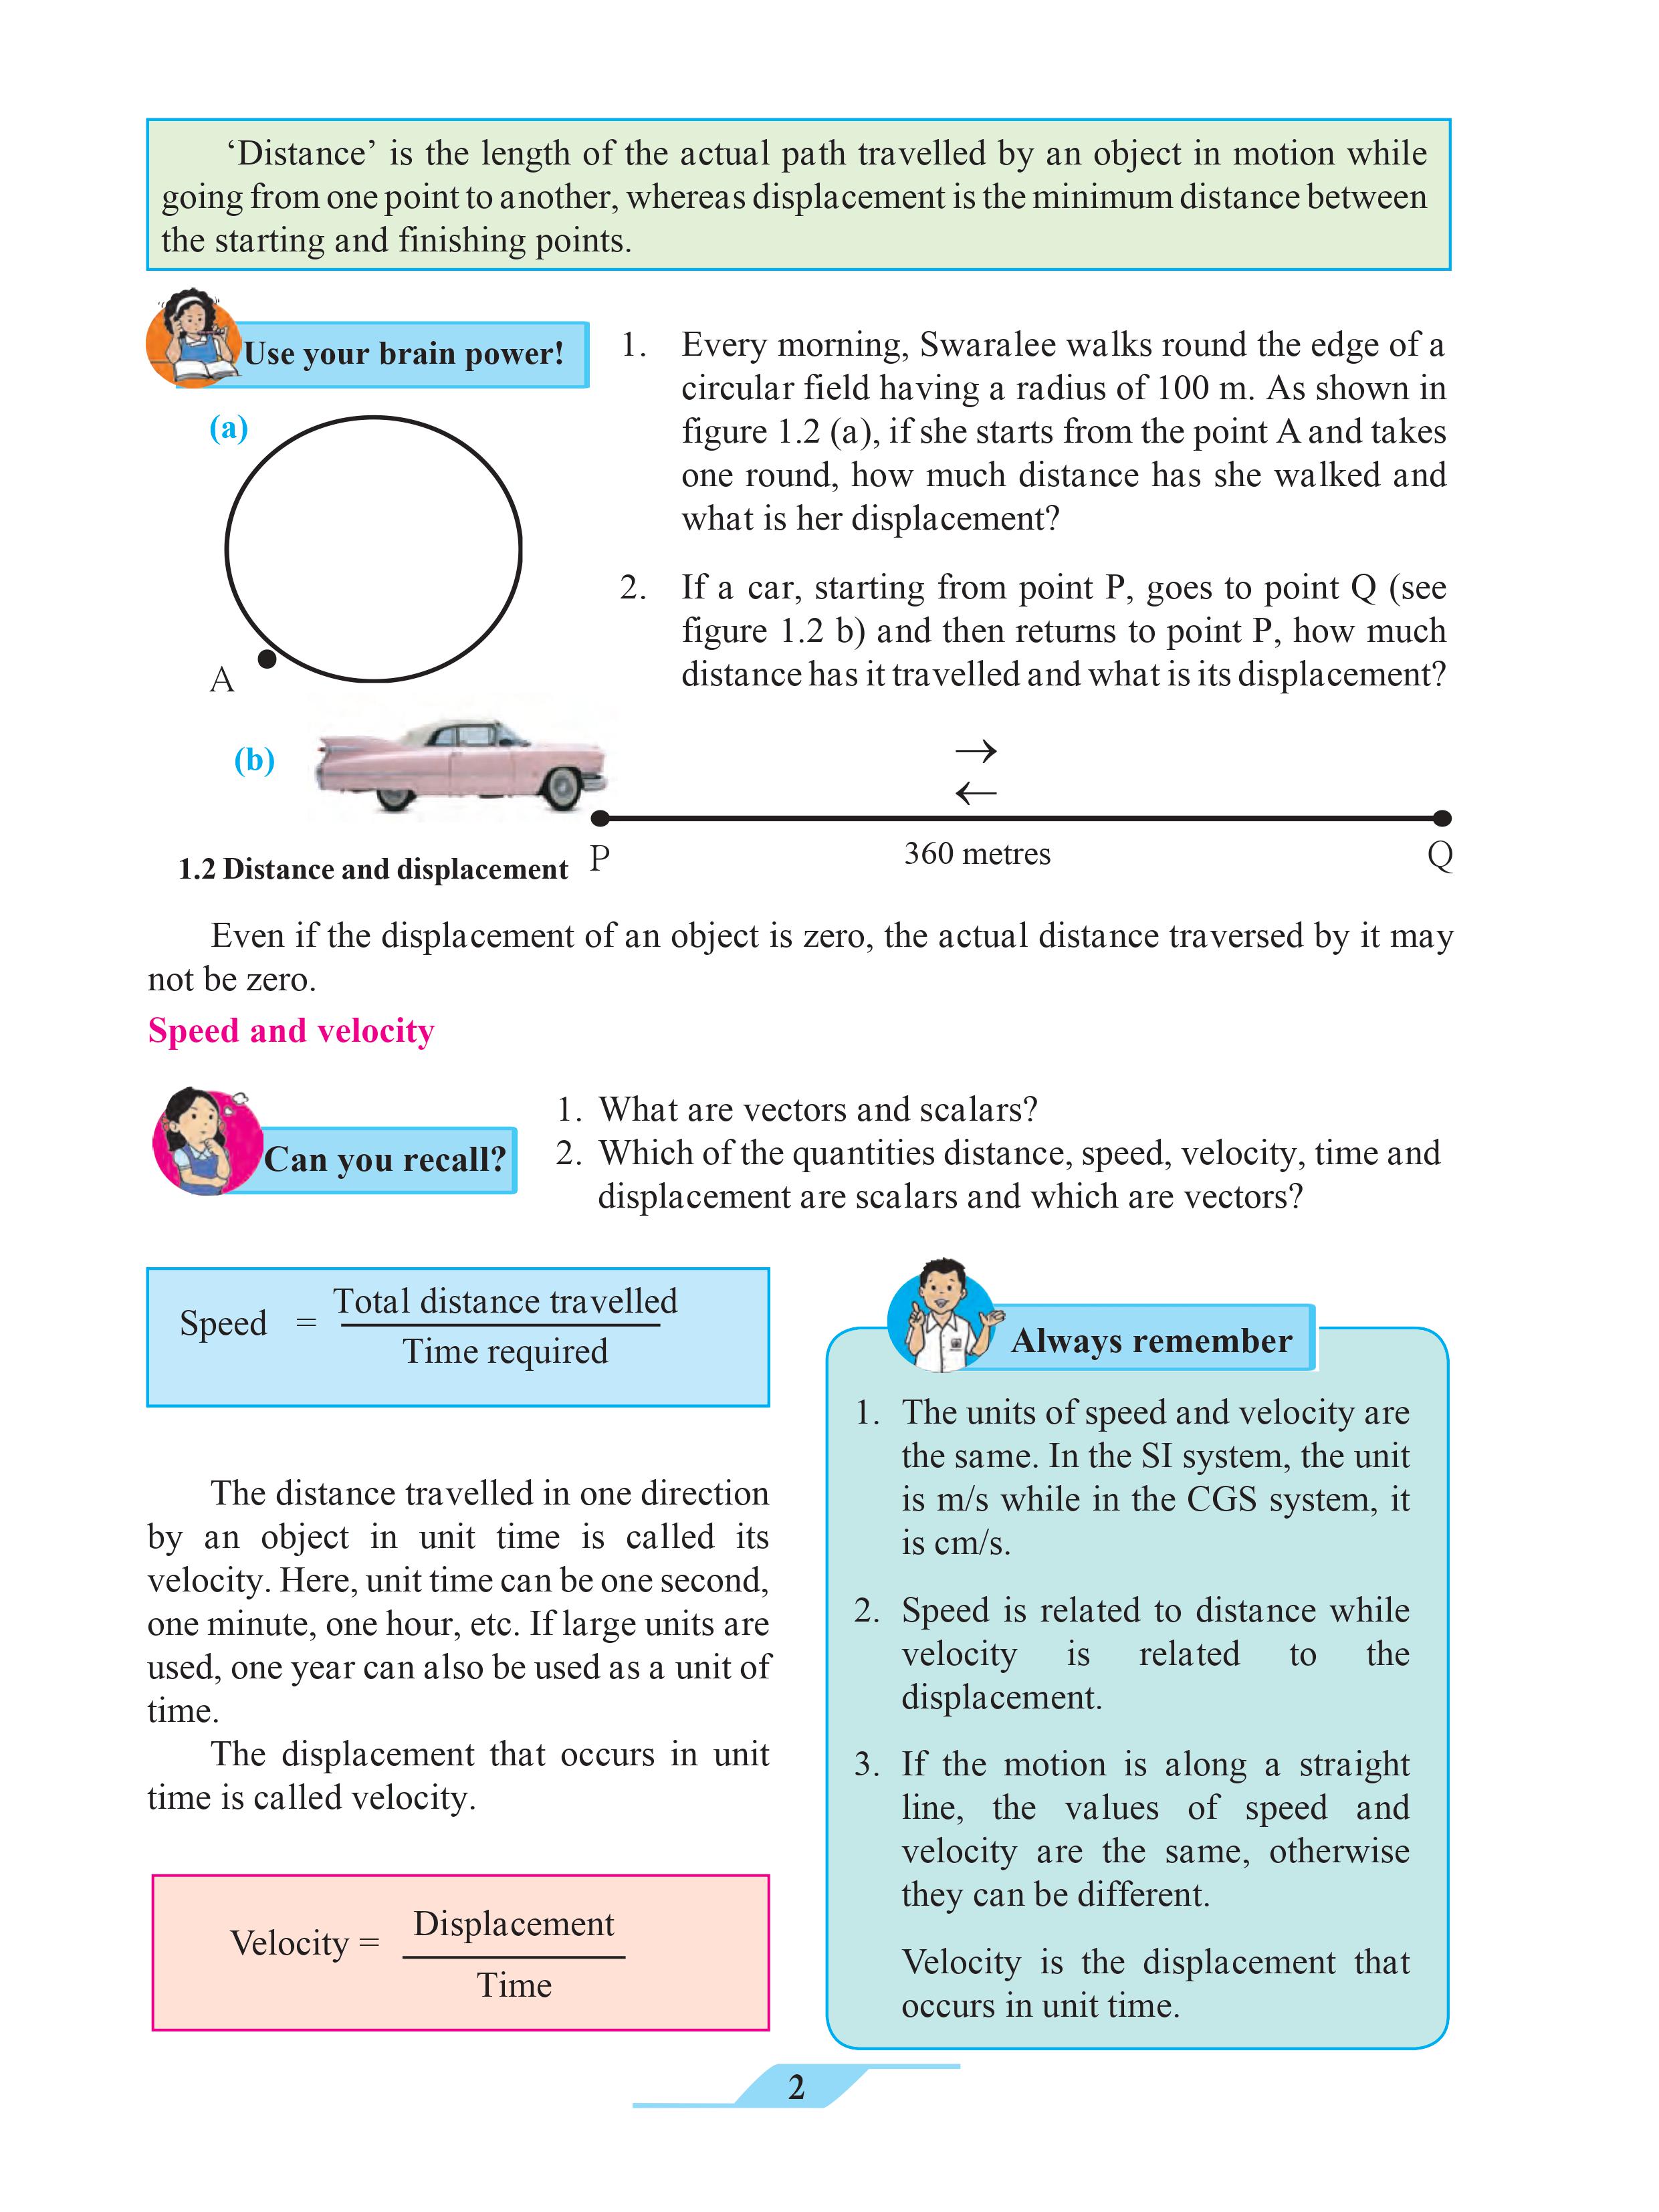 ‘Distance’ is the length of the actual path travelled by an object in motion while
going from one point to another, whereas displacement is the minimum distance between
the starting and finishing points.
Use your brain power!
1. Every morning, Swaralee walks round the edge of a
circular field having a radius of 100 m. As shown in
figure 1.2 (a), if she starts from the point A and takes
one round, how much distance has she walked and
what is her displacement?
2. If a car, starting from point P, goes to point Q (see
figure 1.2 b) and then returns to point P, how much
distance has it travelled and what is its displacement?
(a)
A
(b)
→
←
P
360 metres
Q
1.2 Distance and displacement
Even if the displacement of an object is zero, the actual distance traversed by it may
not be zero.
Speed and velocity
Can you recall?
1. What are vectors and scalars?
2. Which of the quantities distance, speed, velocity, time and
displacement are scalars and which are vectors?
Speed =
Total distance travelled
Time required
The distance travelled in one direction
by an object in unit time is called its
velocity. Here, unit time can be one second,
one minute, one hour, etc. If large units are
used, one year can also be used as a unit of
time.
The displacement that occurs in unit
time is called velocity.
Velocity =
Displacement
Time
Always remember
1. The units of speed and velocity are
the same. In the SI system, the unit
is m/s while in the CGS system, it
is cm/s.
2. Speed is related to distance while
velocity is related to the
displacement.
3. If the motion is along a straight
line, the values of speed and
velocity are the same, otherwise
they can be different.
Velocity is the displacement that
occurs in unit time.
2